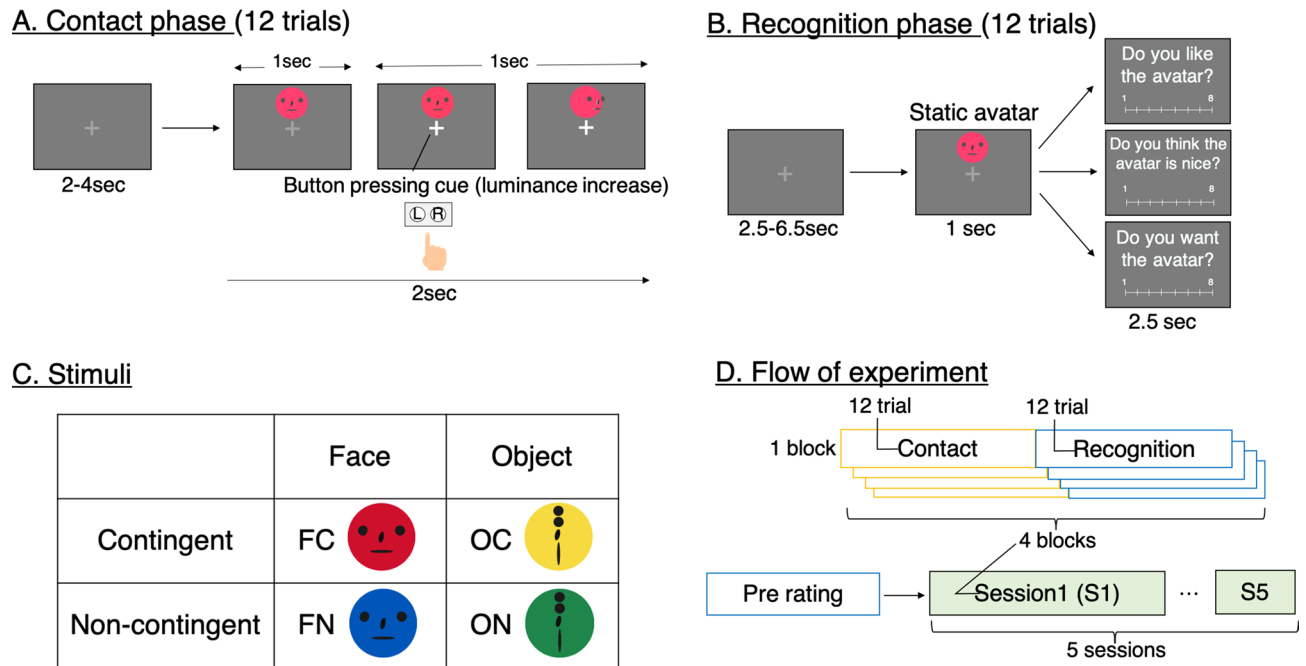 A. Contact phase (12 trials)
1sec
1sec
2-4sec
Button pressing cue (luminance increase)
L R
2sec
B. Recognition phase (12 trials)
Static avatar
2.5-6.5sec
1 sec
Do you like
the avatar?
1 8
Do you think the
avatar is nice?
1 8
Do you want
the avatar?
1 8
2.5 sec
C. Stimuli
Face Object
Contingent FC OC
Non-contingent FN ON
D. Flow of experiment
12 trial 12 trial
1 block Contact Recognition
4 blocks
Pre rating Session1 (S1) ... S5
5 sessions